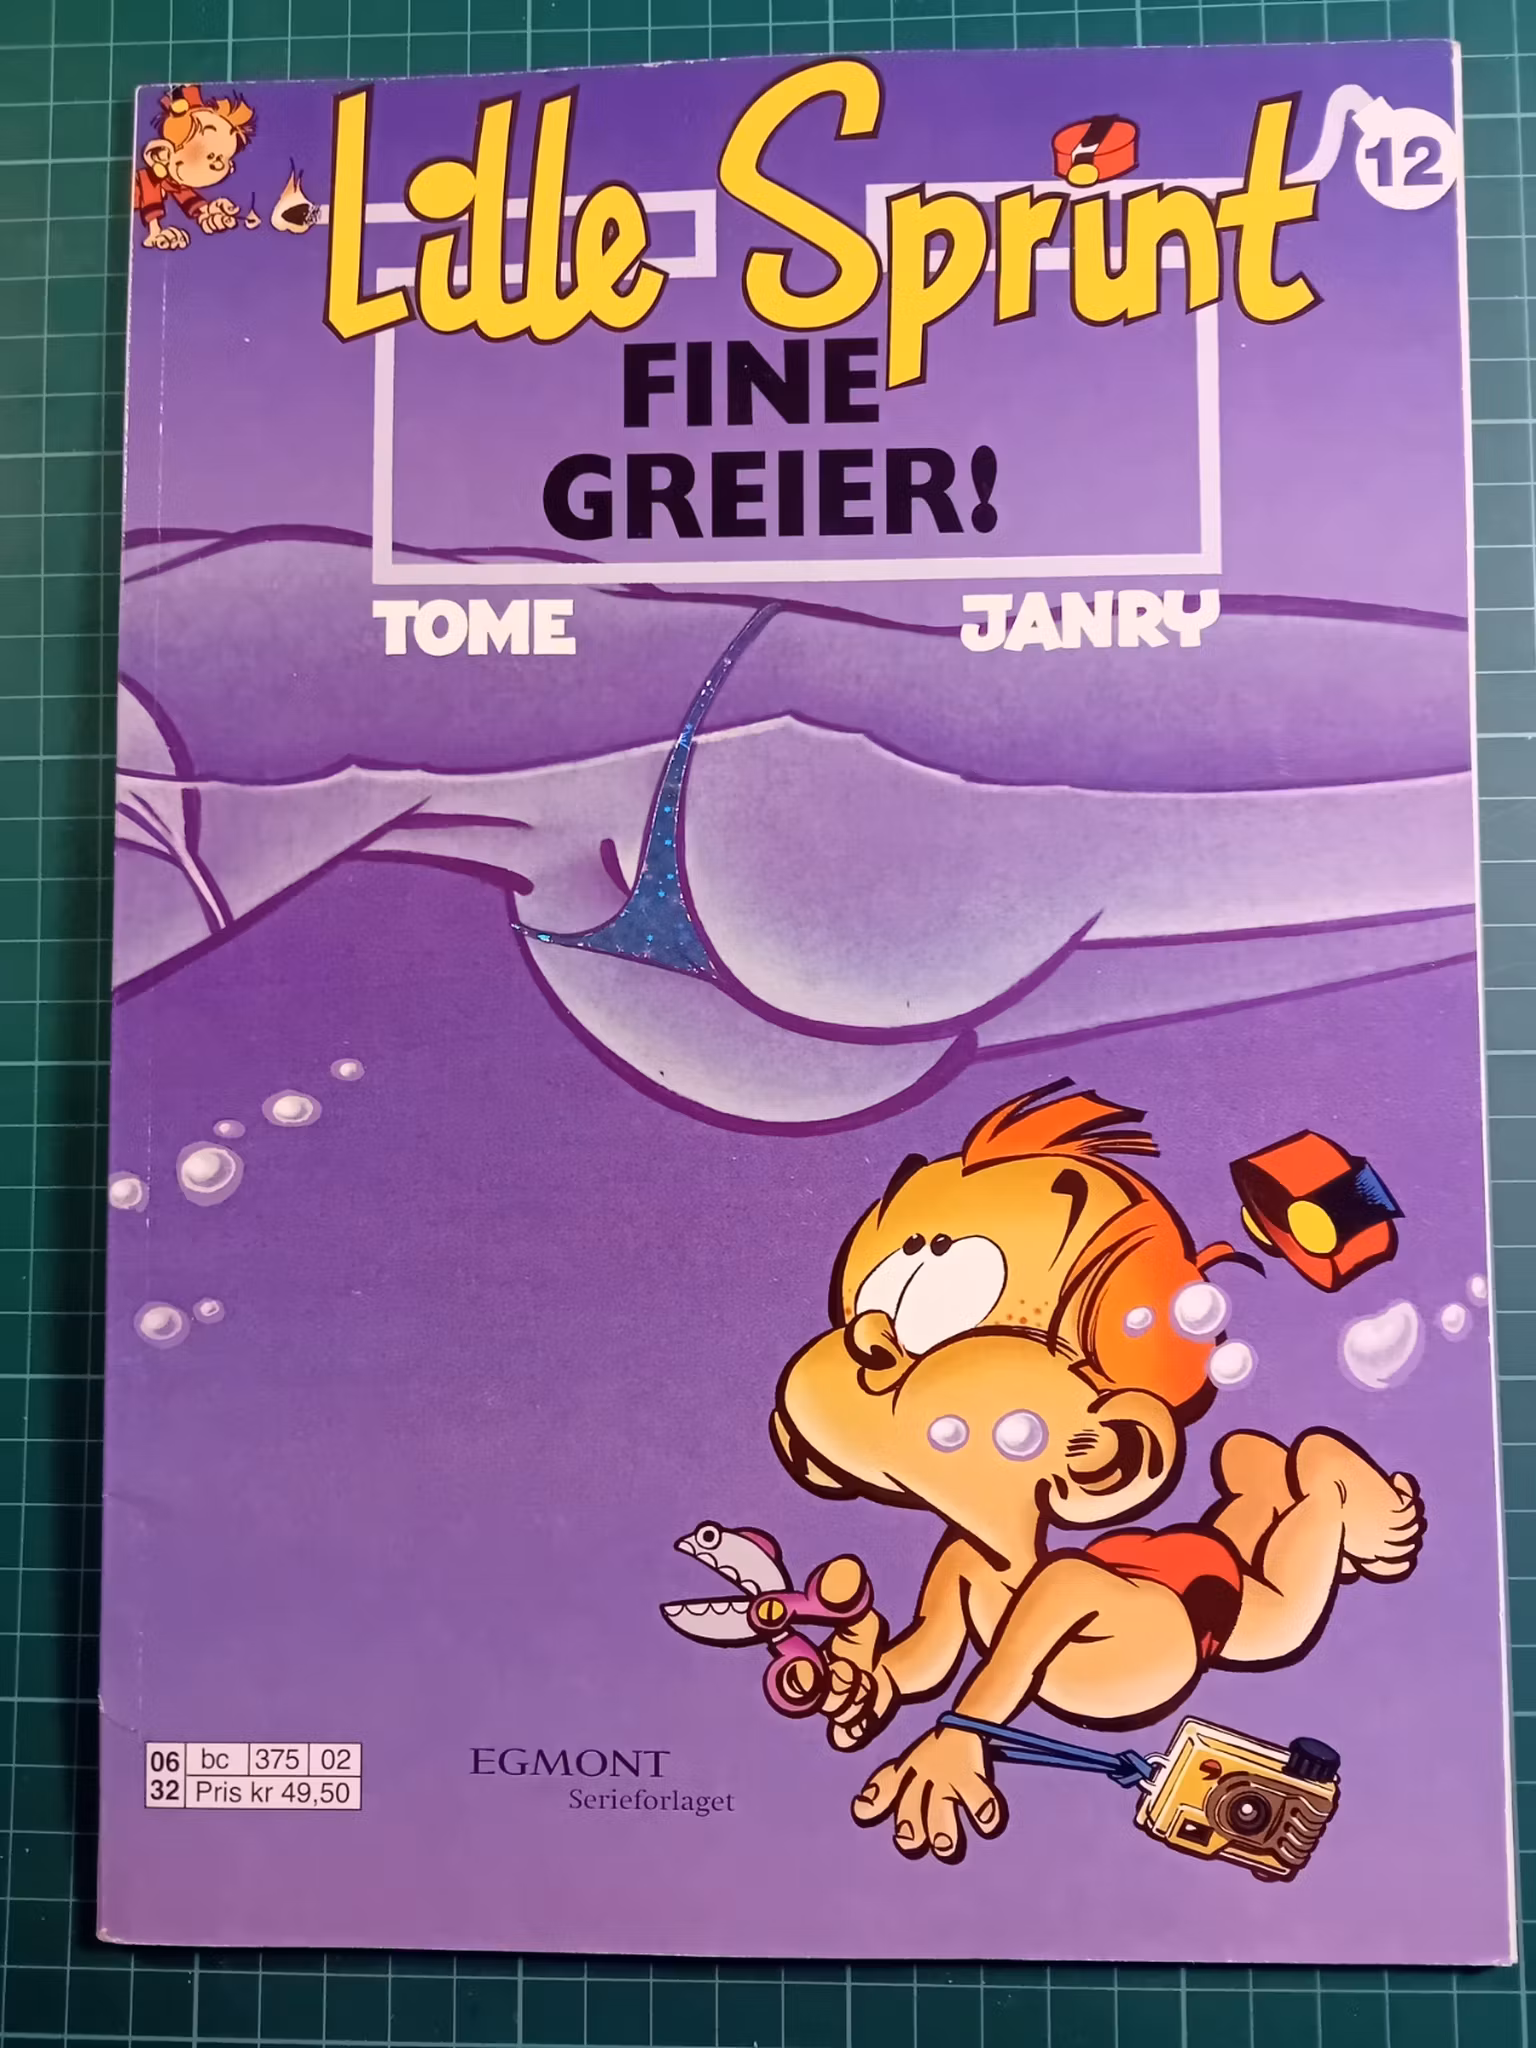 Lille Sprint
12
FINE
GREIER!
TOME
JANRY
06 bc 375 02
32 Pris kr 49,50
EGMONT
Serieforlaget